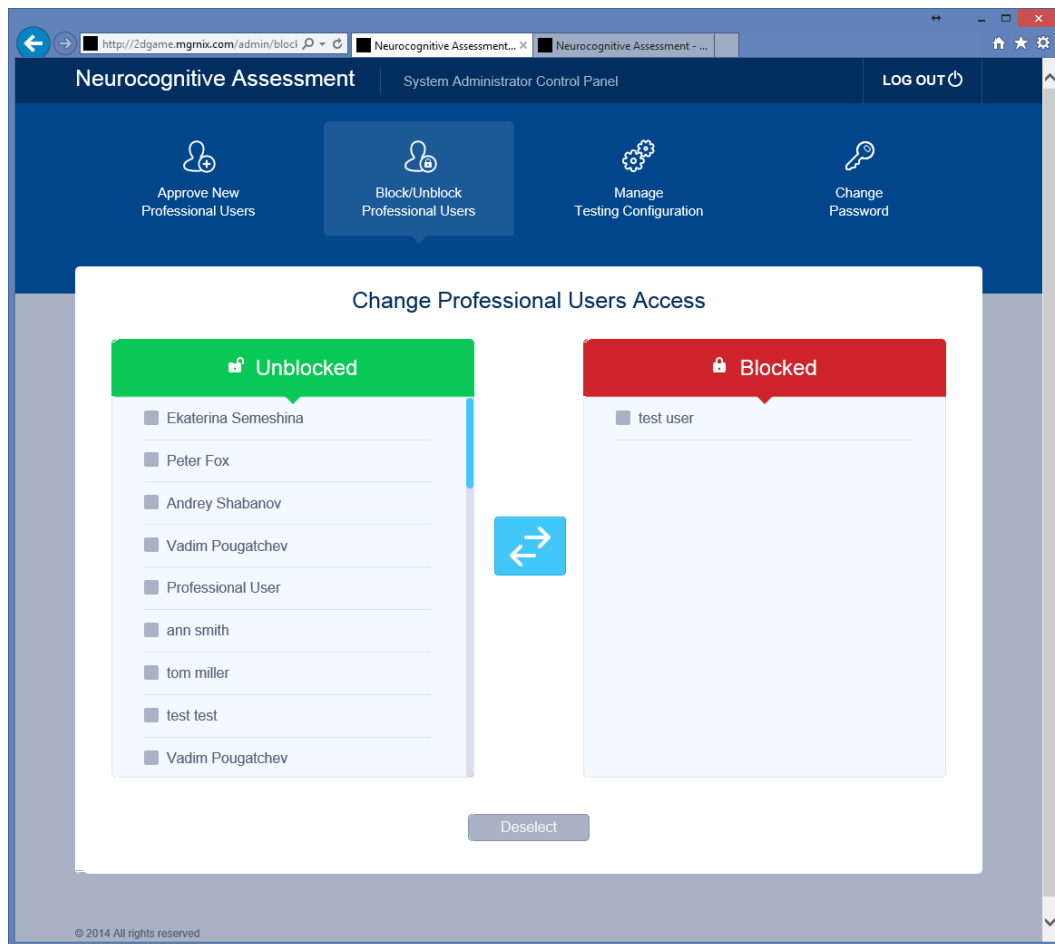 http://2dgame.mgrnix.com/admin/block
Neurocognitive Assessment...
Neurocognitive Assessment - ...
Neurocognitive Assessment
System Administrator Control Panel
LOG OUT
Approve New
Professional Users
Block/Unblock
Professional Users
Manage
Testing Configuration
Change
Password
Change Professional Users Access
Unblocked
Ekaterina Semeshina
Peter Fox
Andrey Shabanov
Vadim Pougatchev
Professional User
ann smith
tom miller
test test
Vadim Pougatchev
Blocked
test user
Deselect
© 2014 All rights reserved